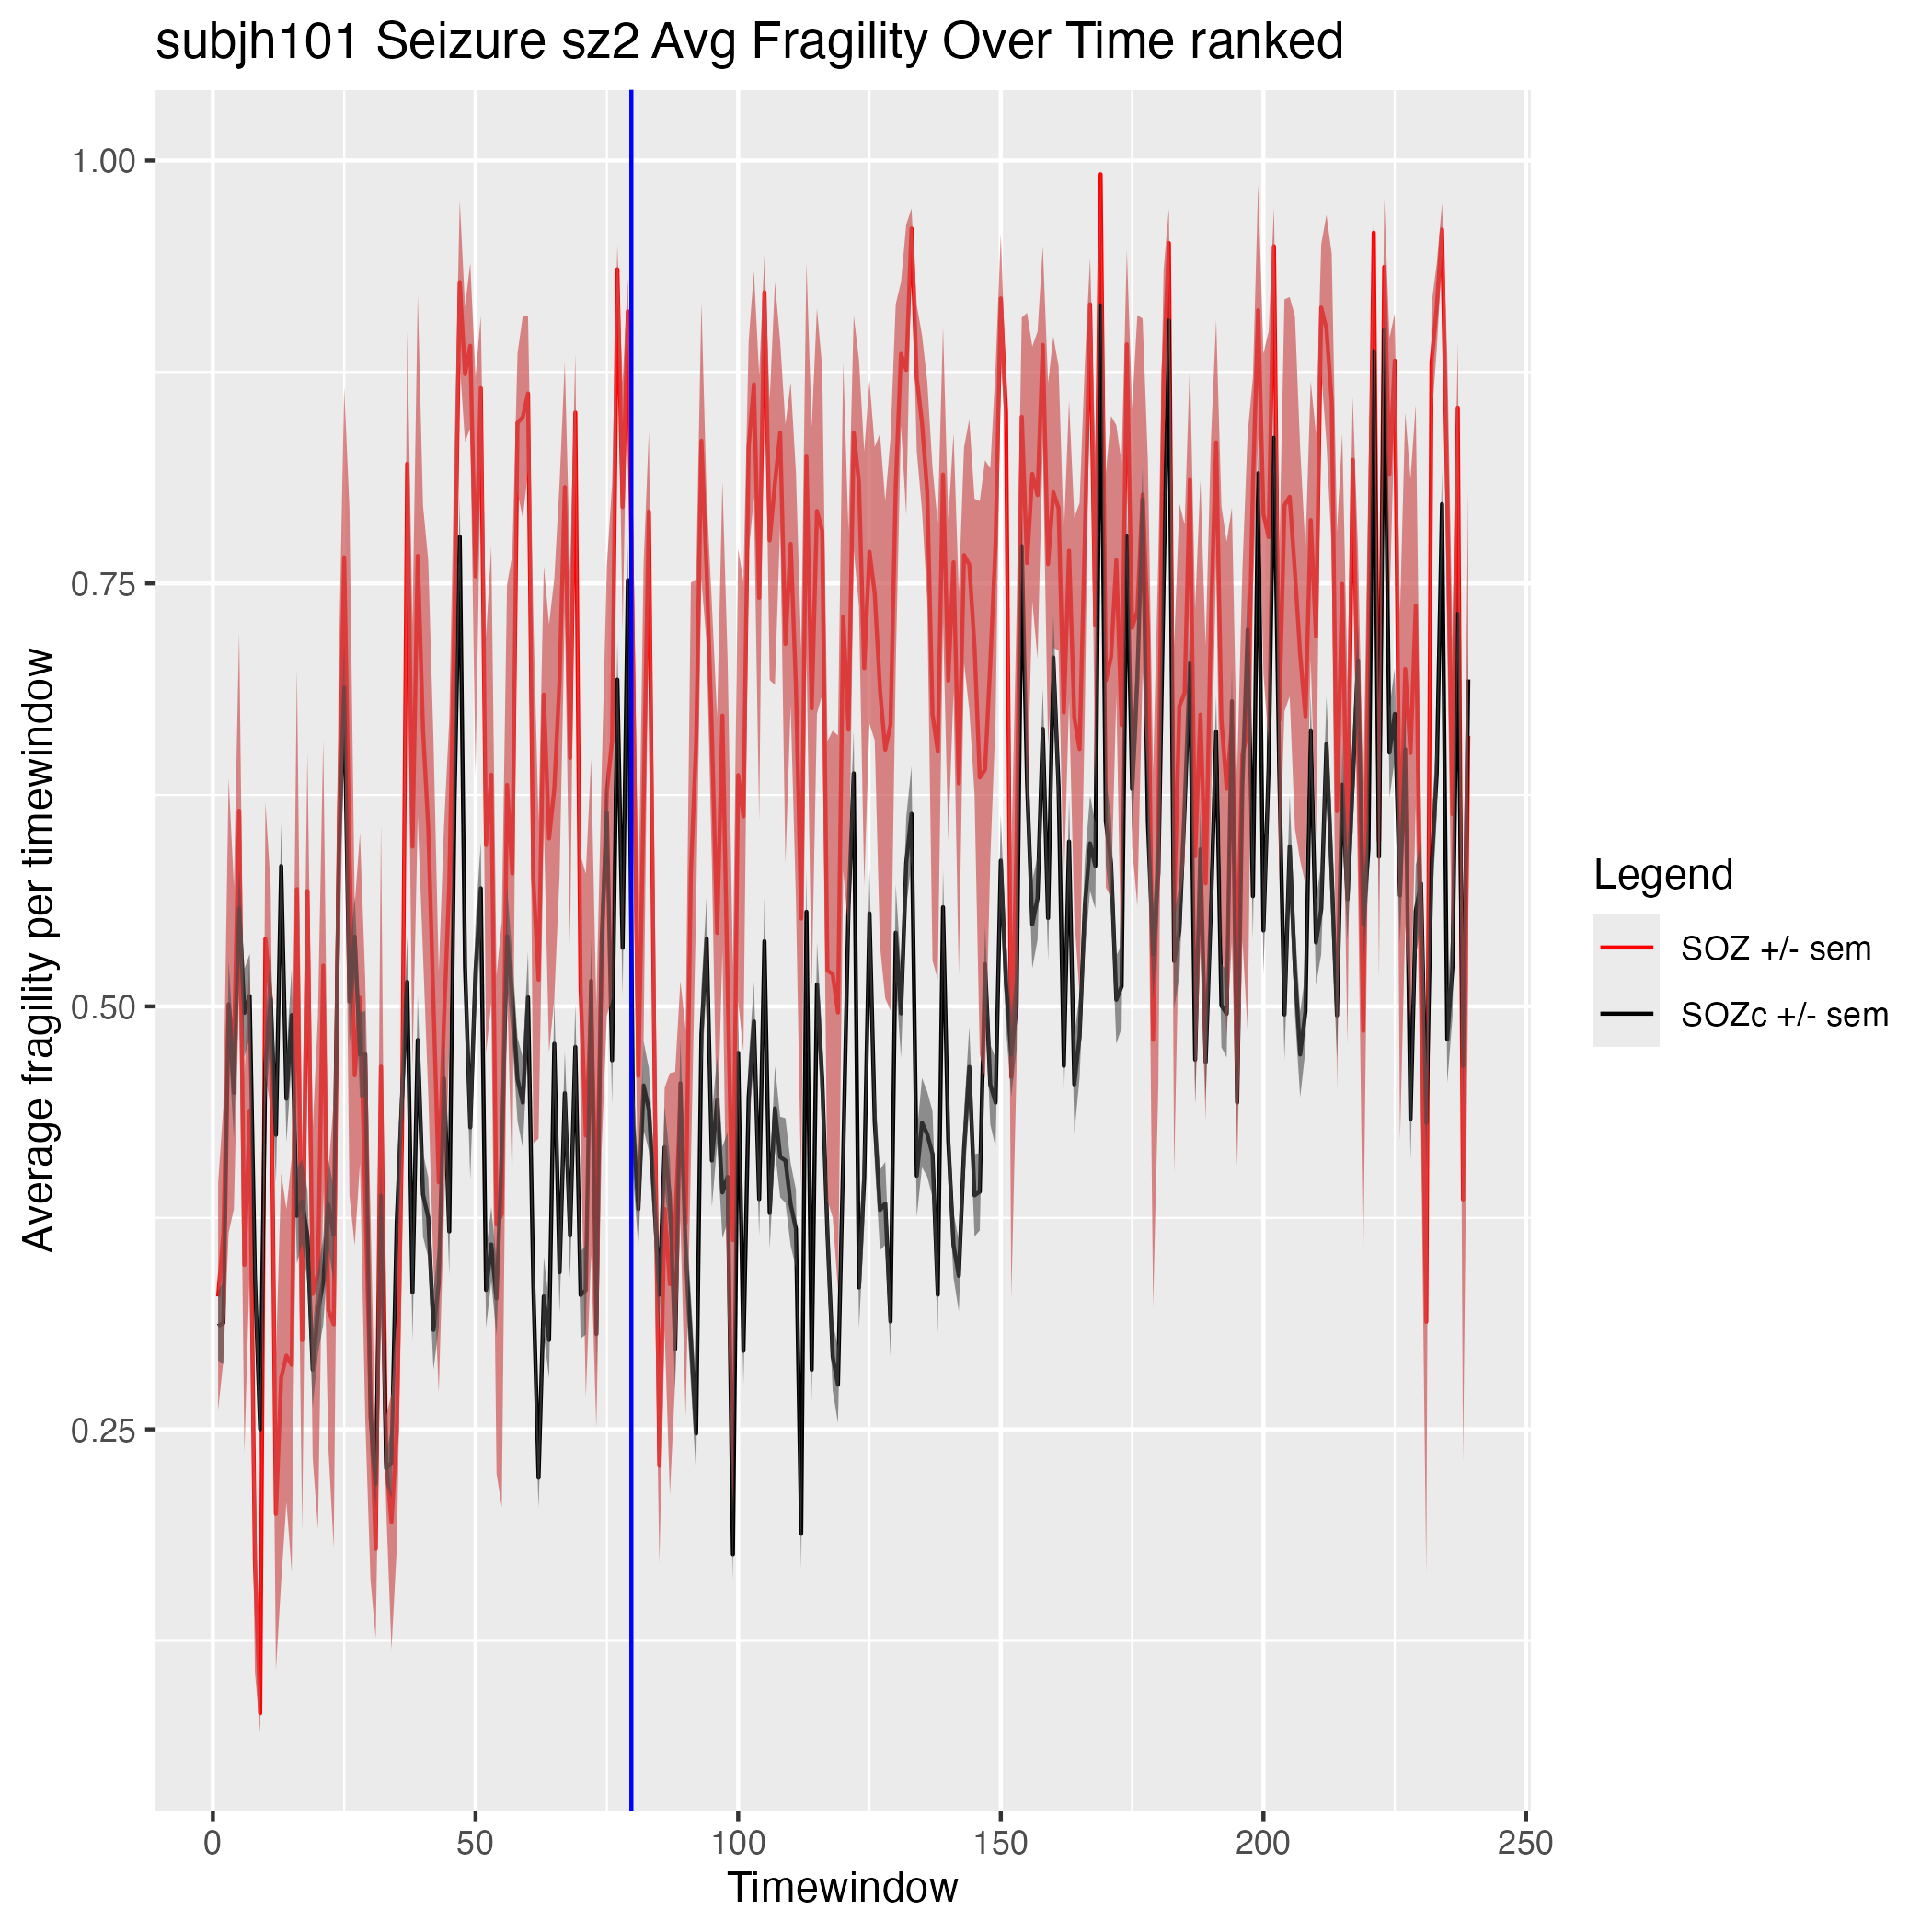 subjh101 Seizure sz2 Avg Fragility Over Time ranked
1.00
0.75
0.50
0.25
Average fragility per timewindow
0 50 100 150 200 250
Timewindow
Legend
SOZ +/- sem
SOZc +/- sem